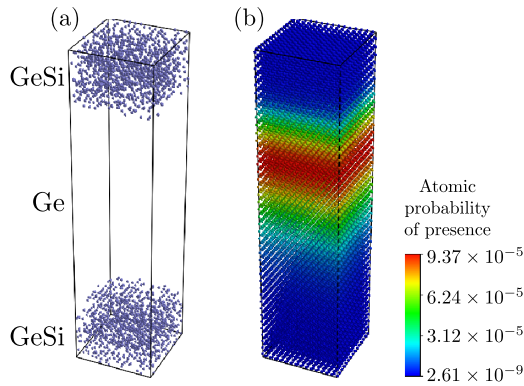 (a)
(b)
GeSi
Ge
GeSi
Atomic
probability
of presence
9.37 × 10⁻⁵
6.24 × 10⁻⁵
3.12 × 10⁻⁵
2.61 × 10⁻⁹